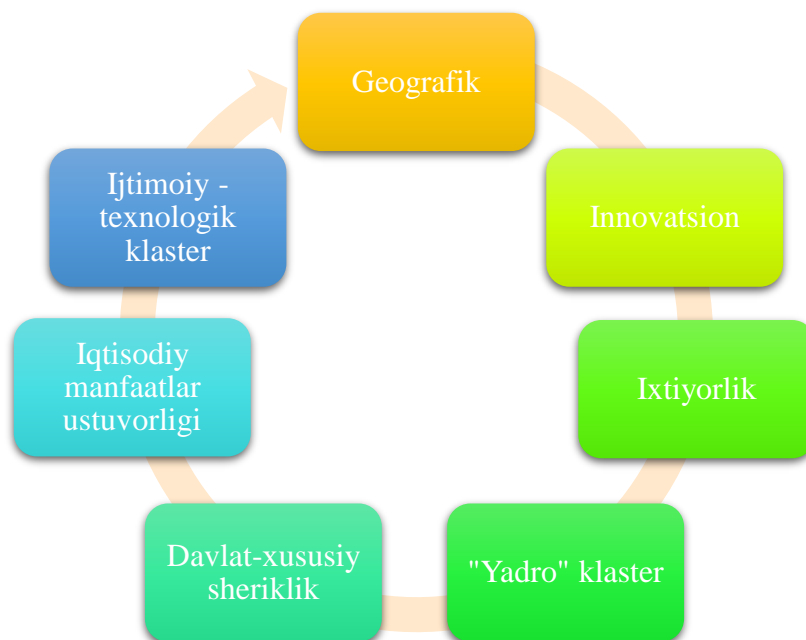 Geografik
Innovatsion
Ixtiyorlik
"Yadro" klaster
Davlat-xususiy
sheriklik
Iqtisodiy
manfaatlar
ustuvorligi
Ijtimoiy -
texnologik
klaster